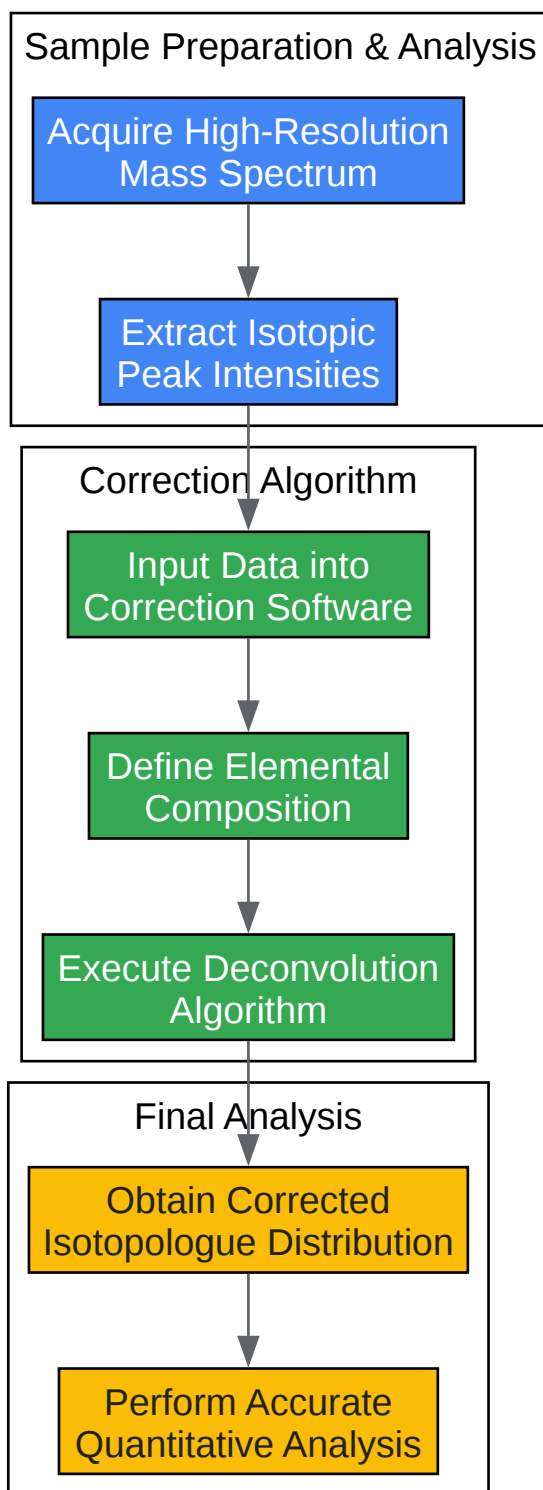 Sample Preparation & Analysis
Acquire High-Resolution
Mass Spectrum
Extract Isotopic
Peak Intensities
Correction Algorithm
Input Data into
Correction Software
Define Elemental
Composition
Execute Deconvolution
Algorithm
Final Analysis
Obtain Corrected
Isotopologue Distribution
Perform Accurate
Quantitative Analysis